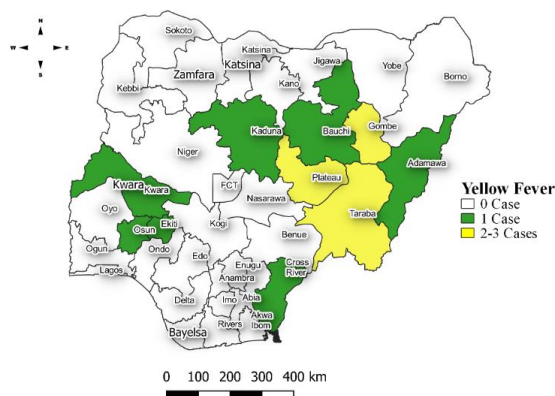 N
W E
S
Sokoto
Katsina
Jigawa
Yobe
Borno
Zamfara
Katsina
Kano
Kebbi
Kaduna
Bauchi
Gombe
Niger
Adamawa
Plateau
Kwara
Kwara
FCT
Nasarawa
Taraba
Oyo
Ekiti
Osun
Kogi
Benue
Ogun
Ondo
Lagos
Edo
Enugu
Cross
River
Anambra
Delta
Imo
Abia
Bayelsa
Rivers
Akwa
Ibom
Yellow Fever
0 Case
1 Case
2-3 Cases
0 100 200 300 400 km